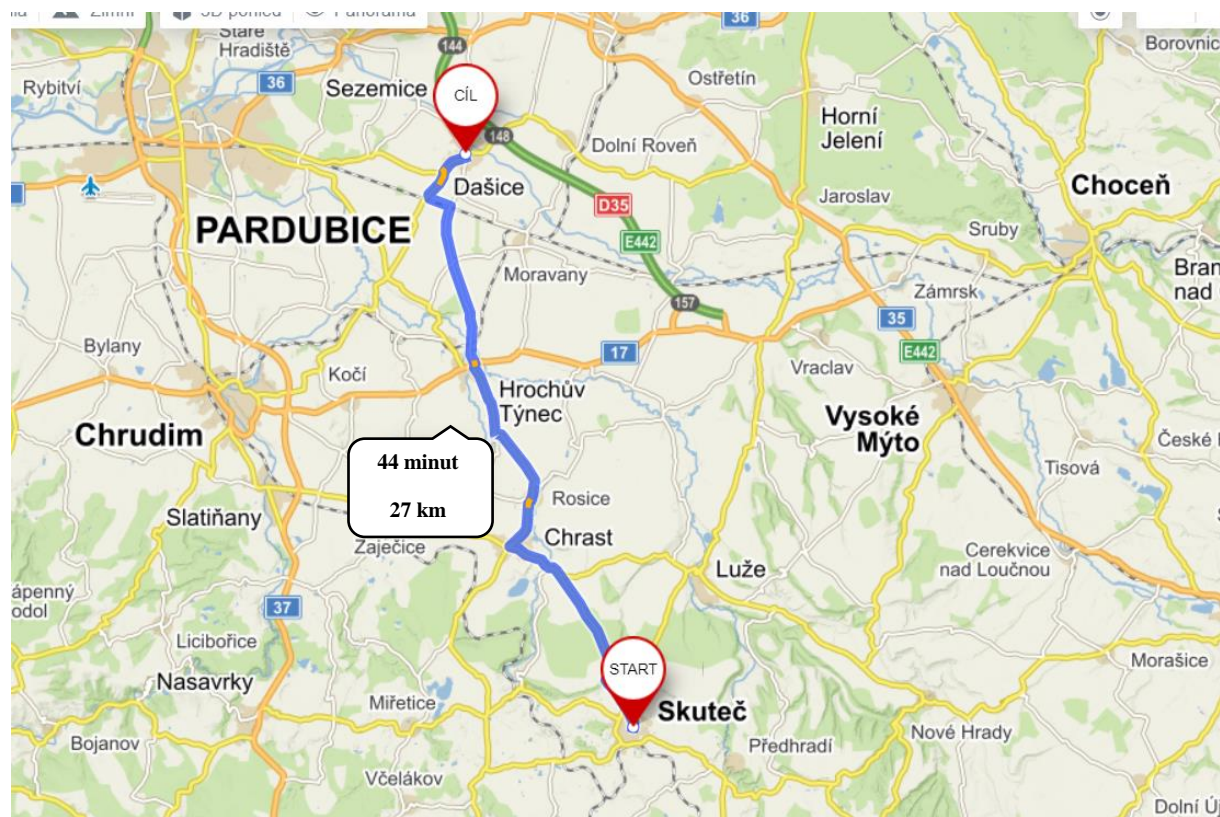 Zimní
3D pohled
Panorama
36
Staré
Hradiště
144
Borovnic
Rybitví
36
Sezemice
CÍL
Ostřetín
148
Dolní Roveň
Horní
Jelení
Dašice
D35
Jaroslav
Choceň
PARDUBICE
E442
Sruby
Moravany
Bran
nad
157
Zámrsk
35
Bylany
17
E442
Kočí
Vraclav
Hrochův
Týnec
Vysoké
Mýto
Chrudim
České
44 minut
27 km
Tisová
Rosice
Slatiňany
Chrast
Zaječice
Cerekvice
nad Loučnou
Luže
ápenný
odol
37
Licibořice
START
Morašice
Nasavrky
Miřetice
Skuteč
Nové Hrady
Bojanov
Předhradí
Včelákov
Dolní Új